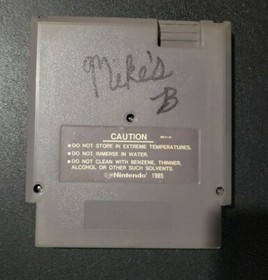 Mike's
B
CAUTION REV-A
• DO NOT STORE IN EXTREME TEMPERATURES.
• DO NOT IMMERSE IN WATER.
• DO NOT CLEAN WITH BENZENE, THINNER,
ALCOHOL OR OTHER SUCH SOLVENTS.
©Nintendo® 1985